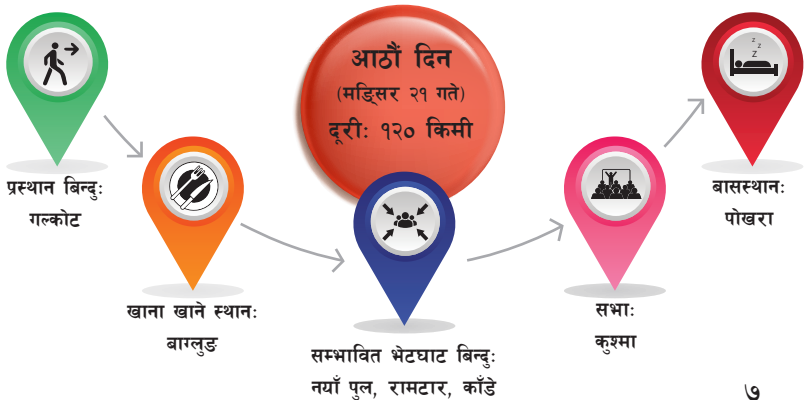 आठौं दिन
(मङ्सिर २१ गते)
दूरी: १२० किमी
प्रस्थान बिन्दु:
गल्कोट
खाना खाने स्थान:
बाग्लुङ
सम्भावित भेटघाट बिन्दु:
नयाँ पुल, रामटार, काँडे
सभा:
कुश्मा
बासस्थान:
पोखरा
z
z
Z
७